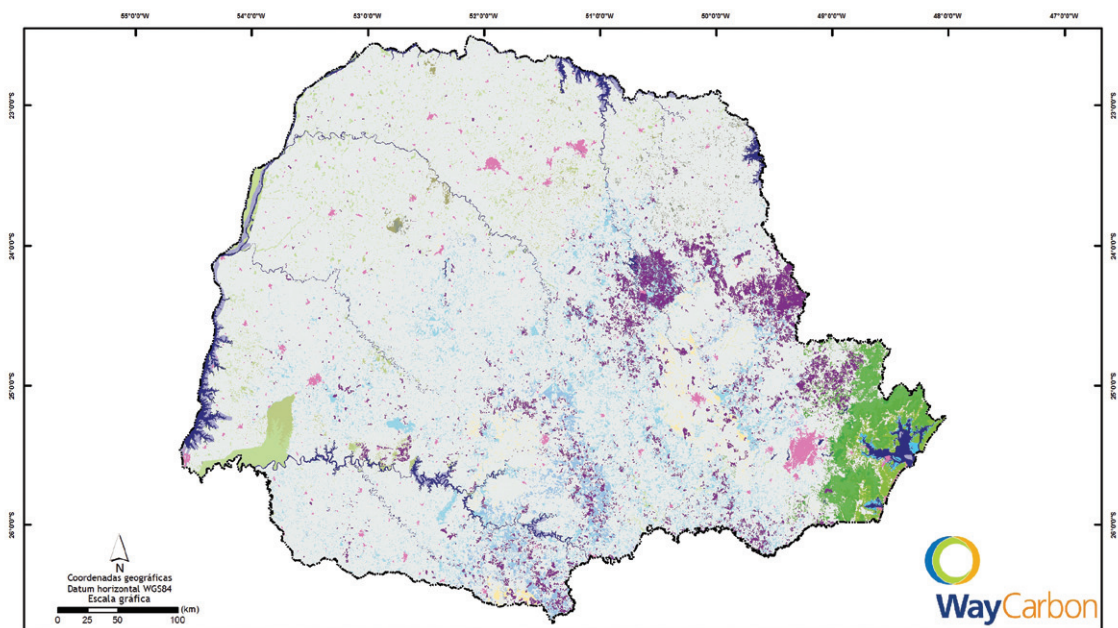 55°0'0"S 54°0'0"S 53°0'0"S 52°0'0"S 51°0'0"S 50°0'0"S 49°0'0"S 48°0'0"S 47°0'0"S
23°0'0"S 23°0'0"S
24°0'0"S 24°0'0"S
25°0'0"S 25°0'0"S
26°0'0"S 26°0'0"S
N
Coordenadas geográficas
Datum horizontal WGS84
Escala gráfica
(km)
0 25 50 100
WayCarbon